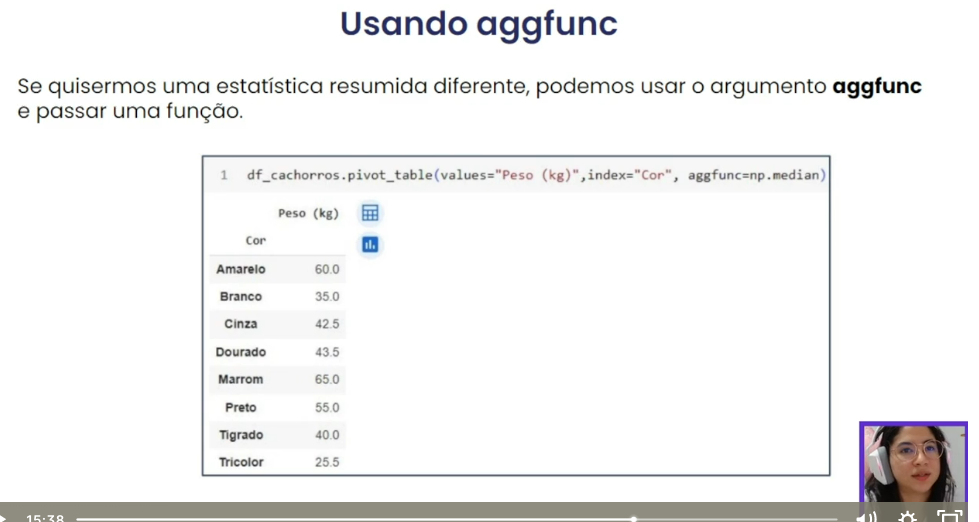 Usando aggfunc
Se quisermos uma estatística resumida diferente, podemos usar o argumento aggfunc
e passar uma função.
1 df_cachorros.pivot_table(values="Peso (kg)",index="Cor", aggfunc=np.median)
Peso (kg)
Cor
Amarelo 60.0
Branco 35.0
Cinza 42.5
Dourado 43.5
Marrom 65.0
Preto 55.0
Tigrado 40.0
Tricolor 25.5
15:38